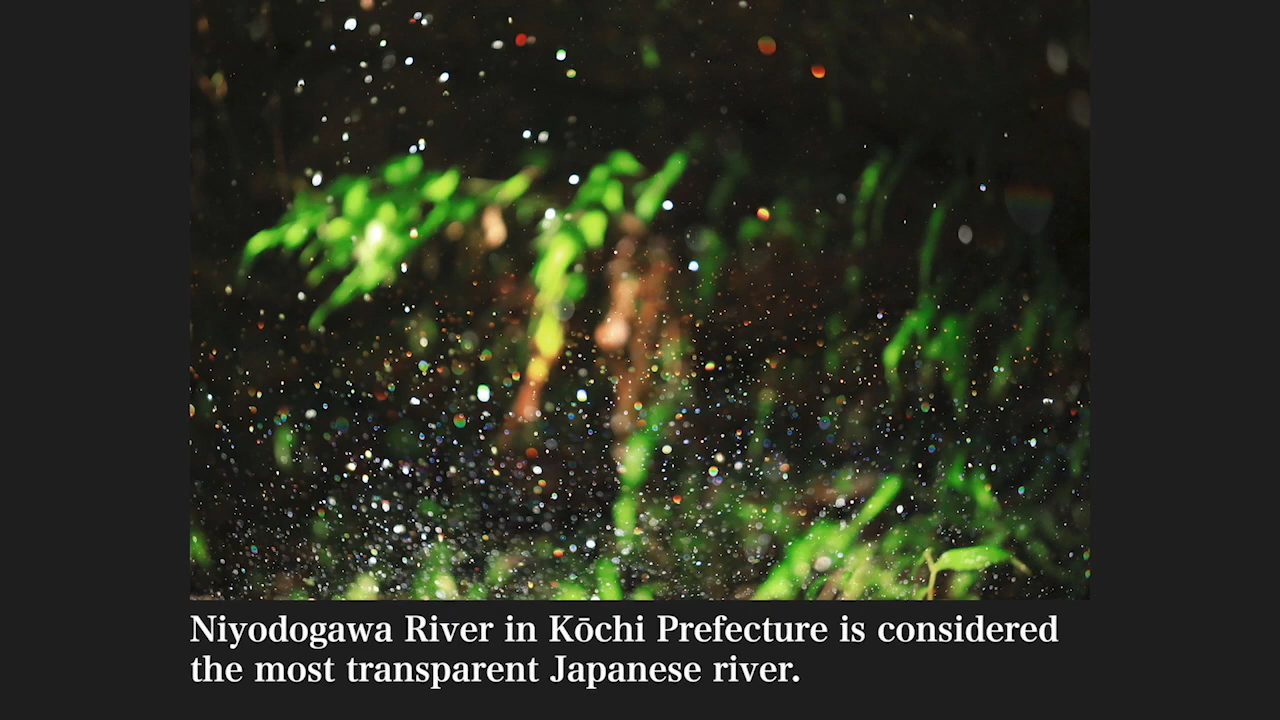 Niyodogawa River in Kōchi Prefecture is considered
the most transparent Japanese river.